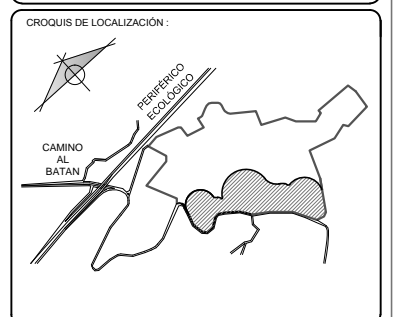 CROQUIS DE LOCALIZACIÓN :
PERIFÉRICO
ECOLÓGICO
CAMINO
AL
BATAN